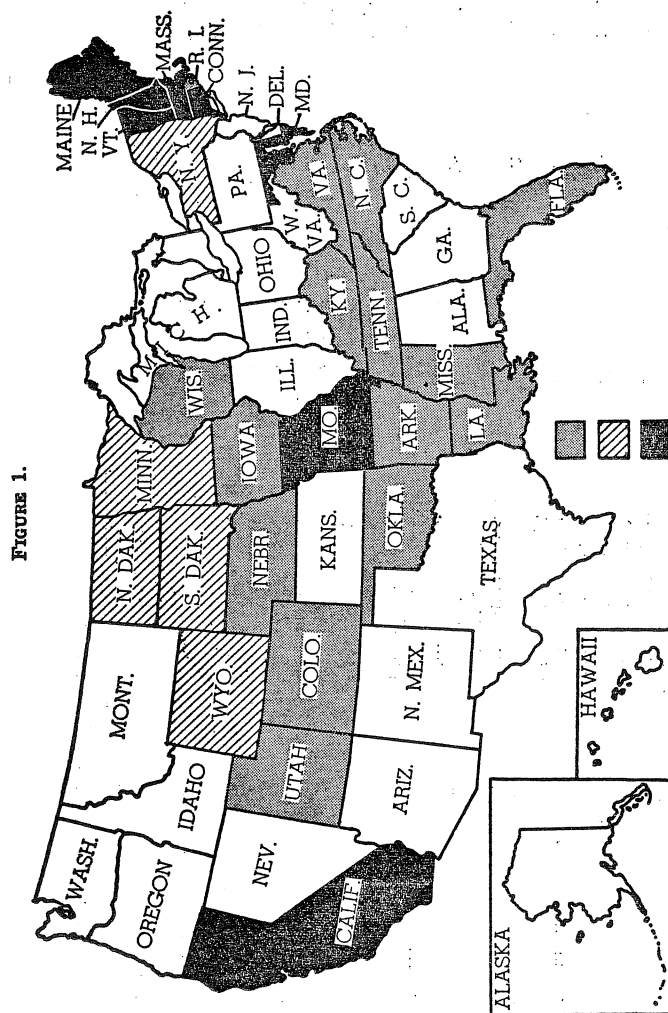 FIGURE 1.
MAINE
N. H.
VT.
MASS.
R. I.
CONN.
N. Y.
N. J.
DEL.
MD.
PA.
W. VA.
VA.
N. C.
S. C.
GA.
FLA.
OHIO
KY.
TENN.
ALA.
MISS.
MICH.
IND.
ILL.
WIS.
MINN.
IOWA
MO.
ARK.
LA.
N. DAK.
S. DAK.
NEBR.
KANS.
OKLA.
TEXAS
MONT.
WYO.
COLO.
N. MEX.
IDAHO
UTAH
ARIZ.
WASH.
OREGON
NEV.
CALIF.
ALASKA
HAWAII